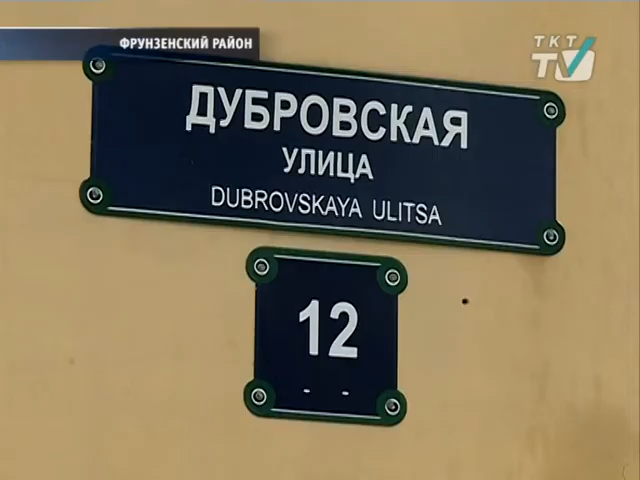 ФРУНЗЕНСКИЙ РАЙОН
ТКТ
TV
ДУБРОВСКАЯ
УЛИЦА
DUBROVSKAYA ULITSA
12